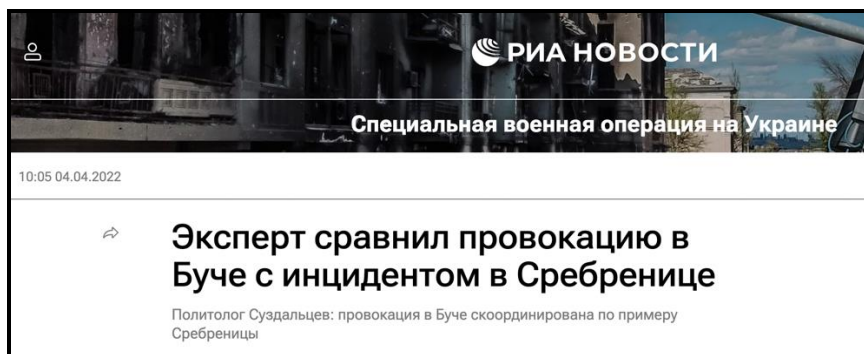 РИА НОВОСТИ
Специальная военная операция на Украине
10:05 04.04.2022
Эксперт сравнил провокацию в
Буче с инцидентом в Сребренице
Политолог Суздальцев: провокация в Буче скоординирована по примеру
Сребреницы